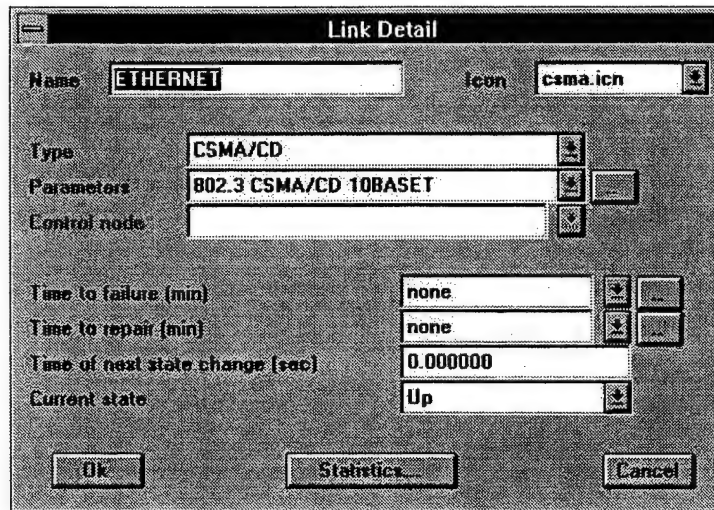 Link Detail
Name ETHERNET Icon csma.icn
Type CSMA/CD
Parameters 802.3 CSMA/CD 10BASET ...
Control node
Time to failure (min) none ...
Time to repair (min) none ...
Time of next state change (sec) 0.000000
Current state Up
Ok Statistics... Cancel